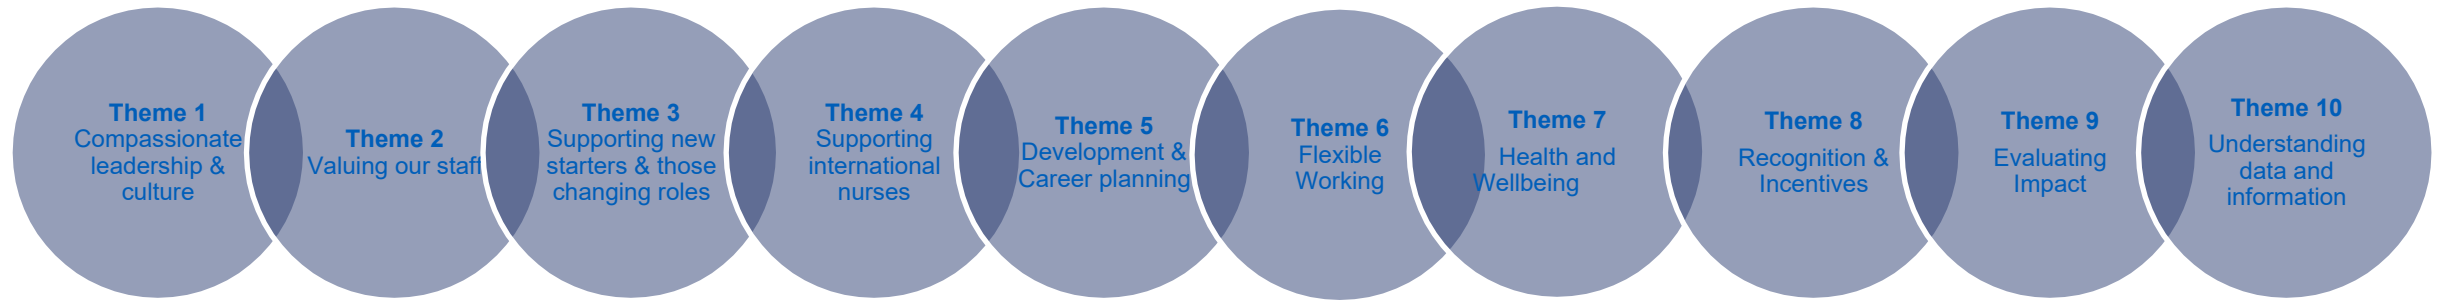 Theme 1
Compassionate
leadership &
culture
Theme 2
Valuing our staff
Theme 3
Supporting new
starters & those
changing roles
Theme 4
Supporting
international
nurses
Theme 5
Development &
Career planning
Theme 6
Flexible
Working
Theme 7
Health and
Wellbeing
Theme 8
Recognition &
Incentives
Theme 9
Evaluating
Impact
Theme 10
Understanding
data and
information